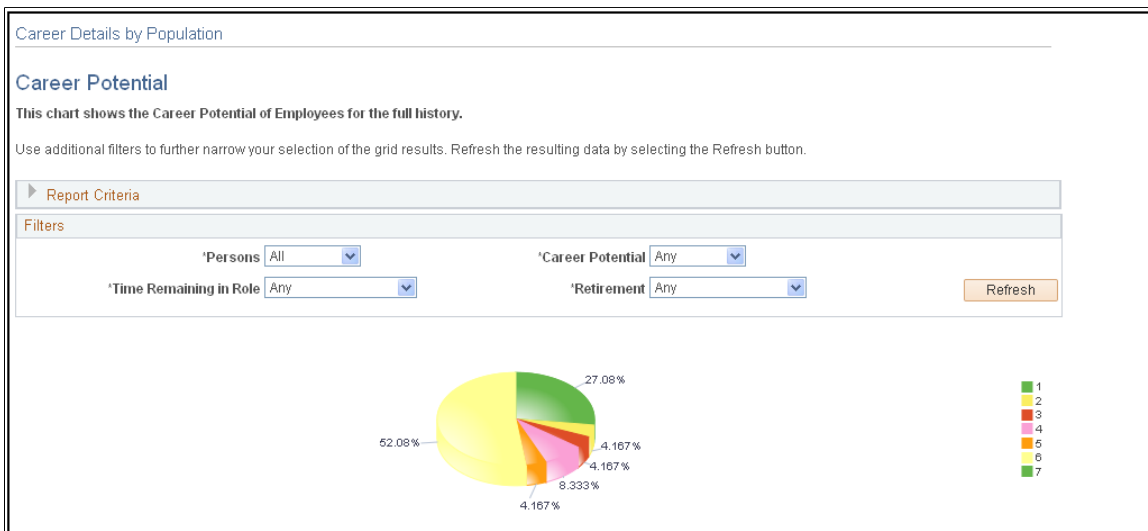 Career Details by Population
Career Potential
This chart shows the Career Potential of Employees for the full history.
Use additional filters to further narrow your selection of the grid results. Refresh the resulting data by selecting the Refresh button.
Report Criteria
Filters
*Persons All *Career Potential Any
*Time Remaining in Role Any *Retirement Any Refresh
27.08%
1
2
3
4
5
6
7
52.08%
4.167%
4.167%
8.333%
4.167%